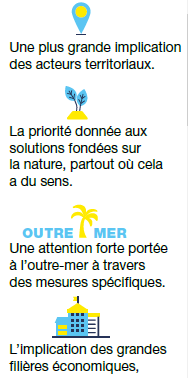 Une plus grande implication
des acteurs territoriaux.
La priorité donnée aux
solutions fondées sur
la nature, partout où cela
a du sens.
OUTRE MER
Une attention forte portée
à l'outre-mer à travers
des mesures spécifiques.
L'implication des grandes
filières économiques,